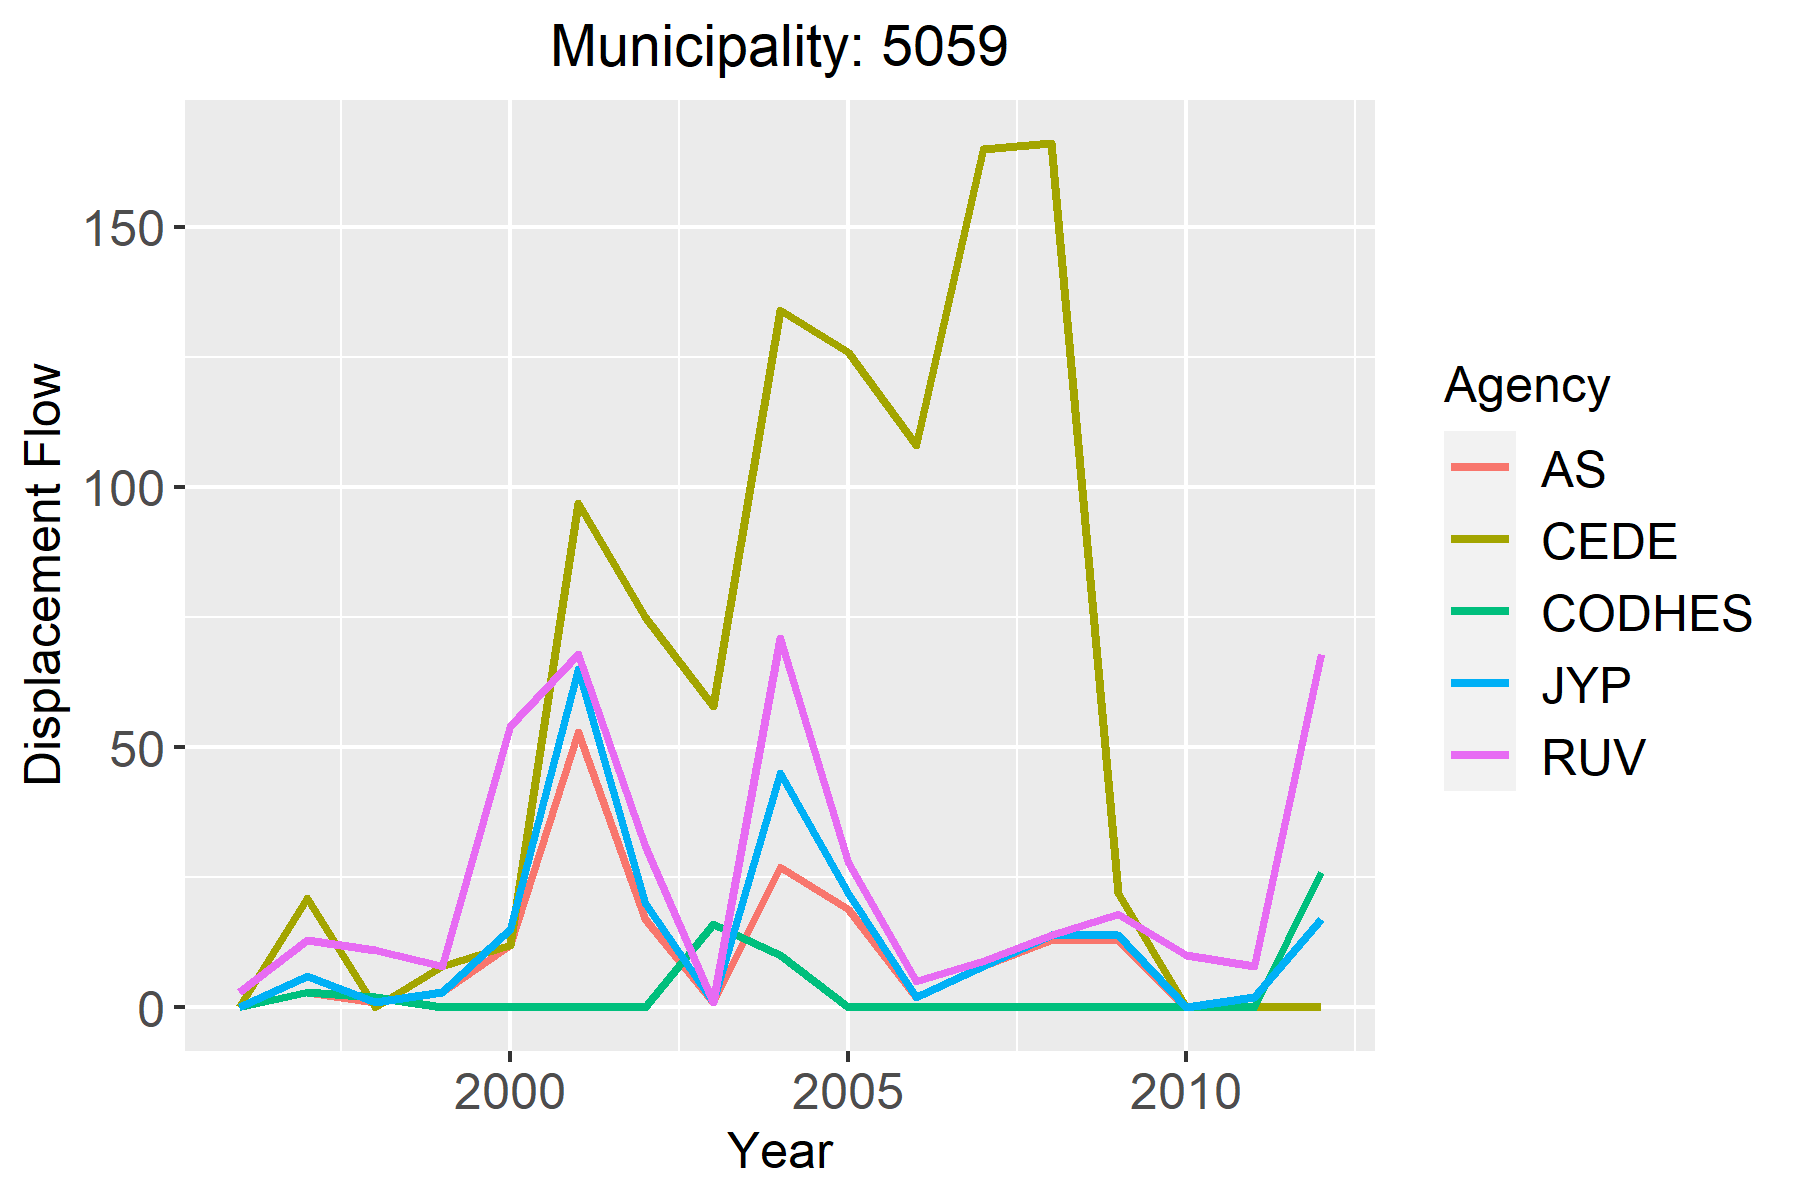 Municipality: 5059
Displacement Flow
150
100
50
0
2000 2005 2010
Year
Agency
AS
CEDE
CODHES
JYP
RUV